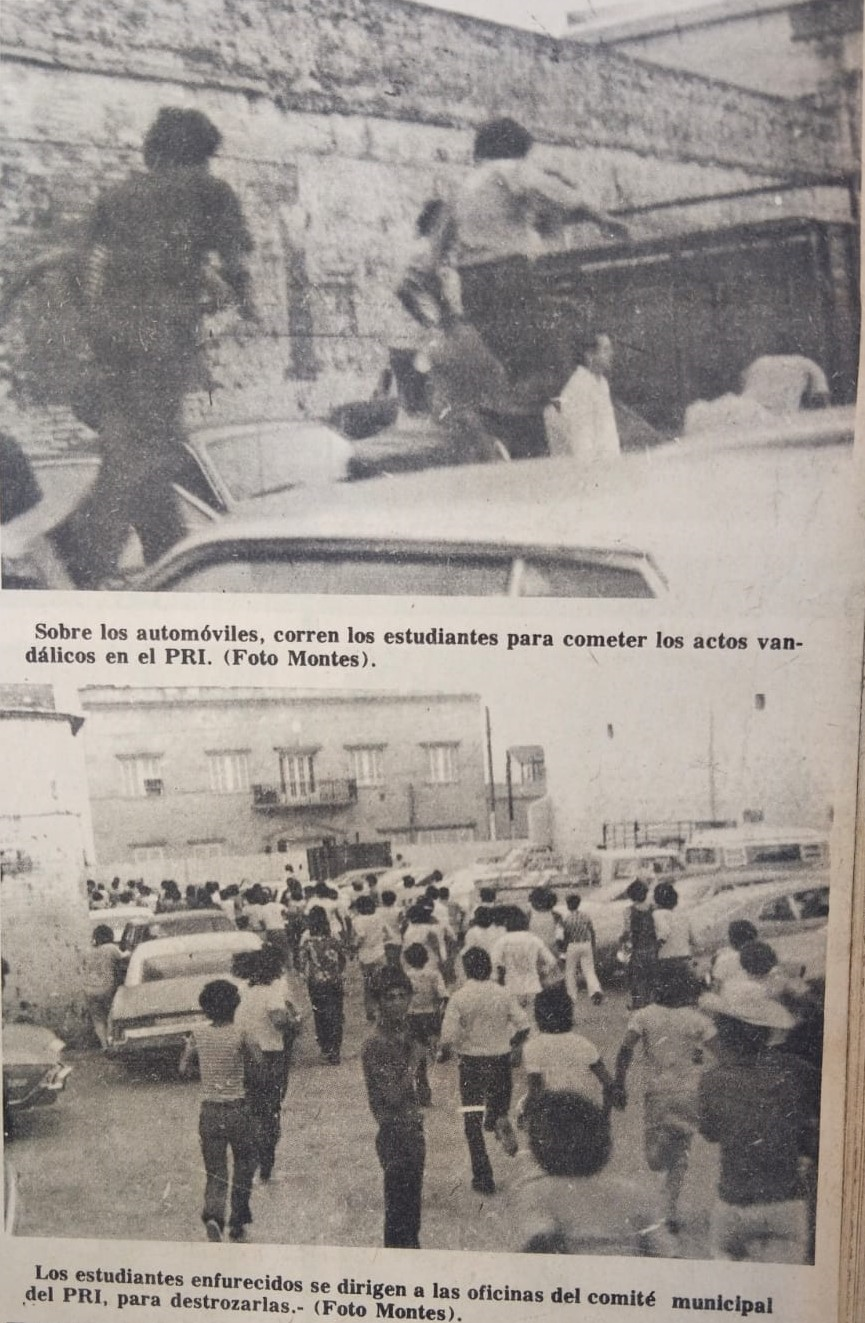 Sobre los automóviles, corren los estudiantes para cometer los actos van-
dálicos en el PRI. (Foto Montes).
Los estudiantes enfurecidos se dirigen a las oficinas del comité municipal
del PRI, para destrozarlas.- (Foto Montes).